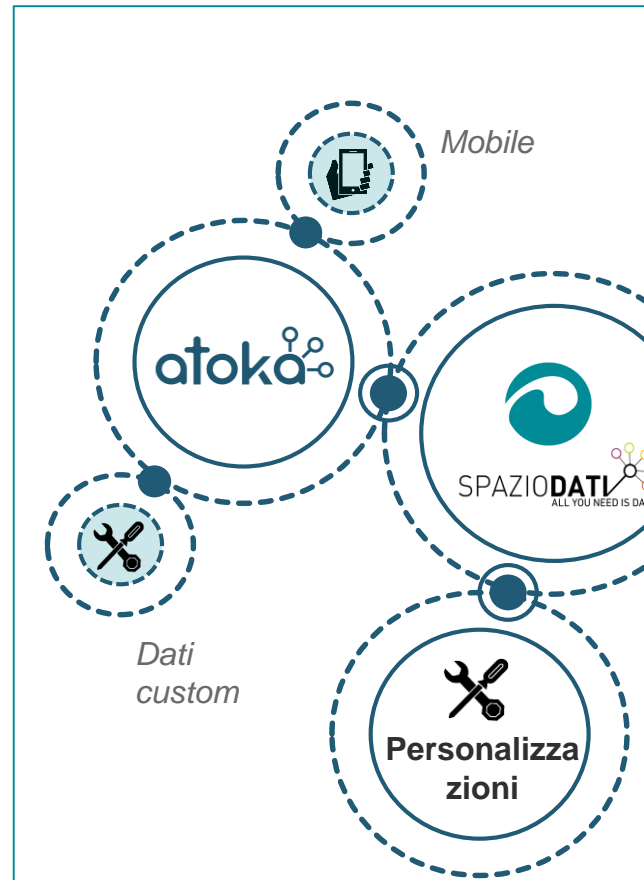 Mobile
atoka
SPAZIODATI
ALL YOU NEED IS DA
Dati
custom
Personalizza
zioni